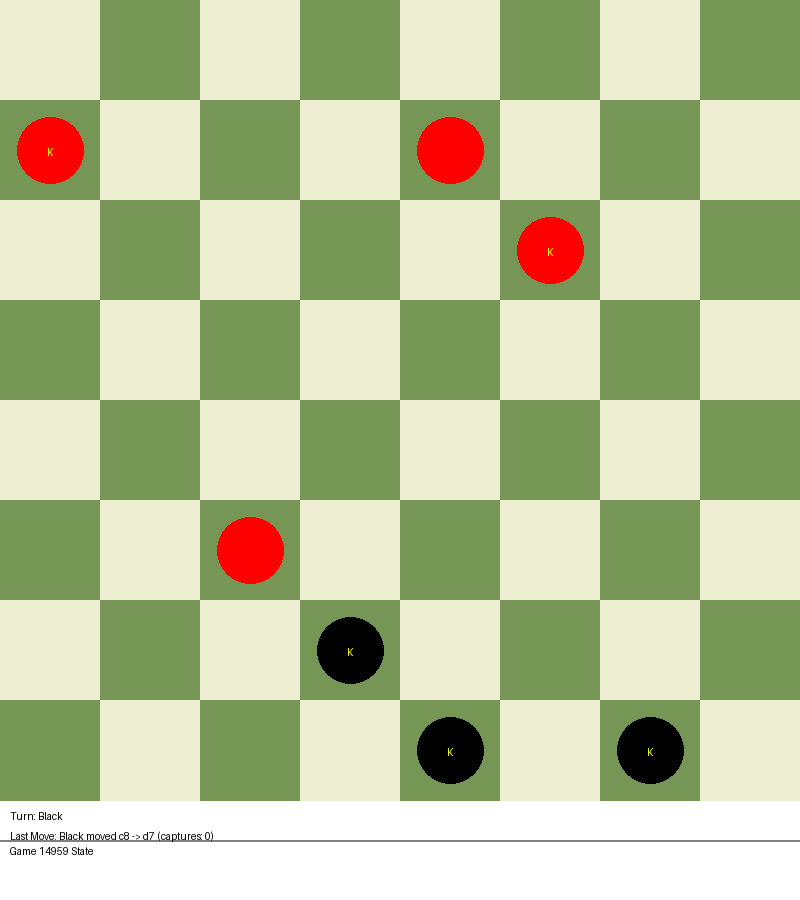 K
K
K
K K
Turn: Black
Last Move: Black moved c8 -> d7 (captures: 0)
Game 14959 State